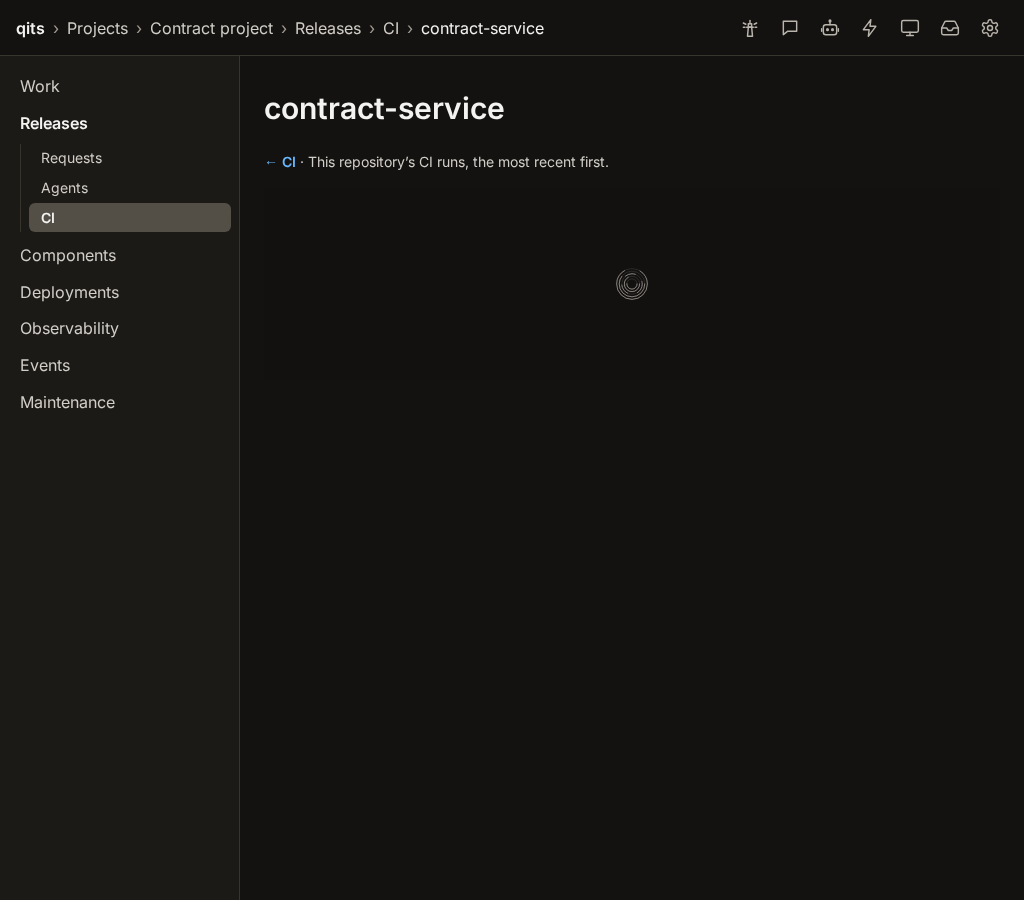 qits › Projects › Contract project › Releases › CI › contract-service
Work
Releases
Requests
Agents
CI
Components
Deployments
Observability
Events
Maintenance
contract-service
← CI · This repository’s CI runs, the most recent first.